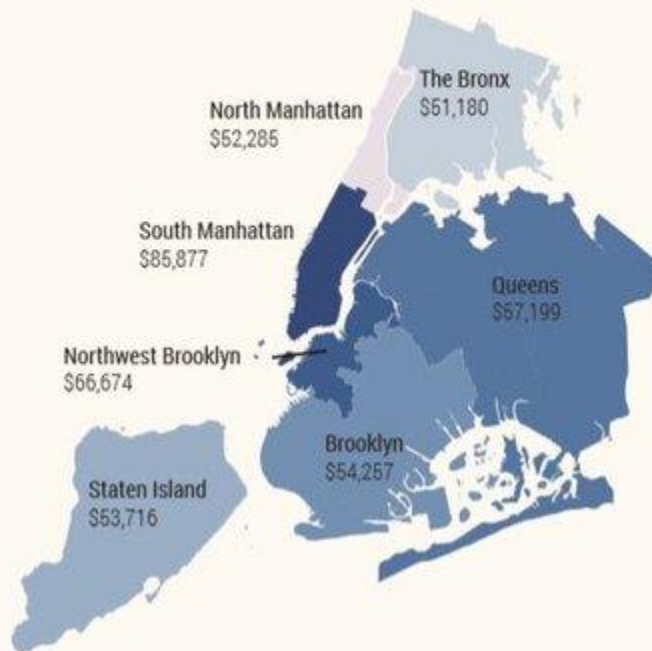 The Bronx
$51,180
North Manhattan
$52,285
South Manhattan
$85,877
Queens
$57,199
Northwest Brooklyn
$66,674
Brooklyn
$54,257
Staten Island
$53,716